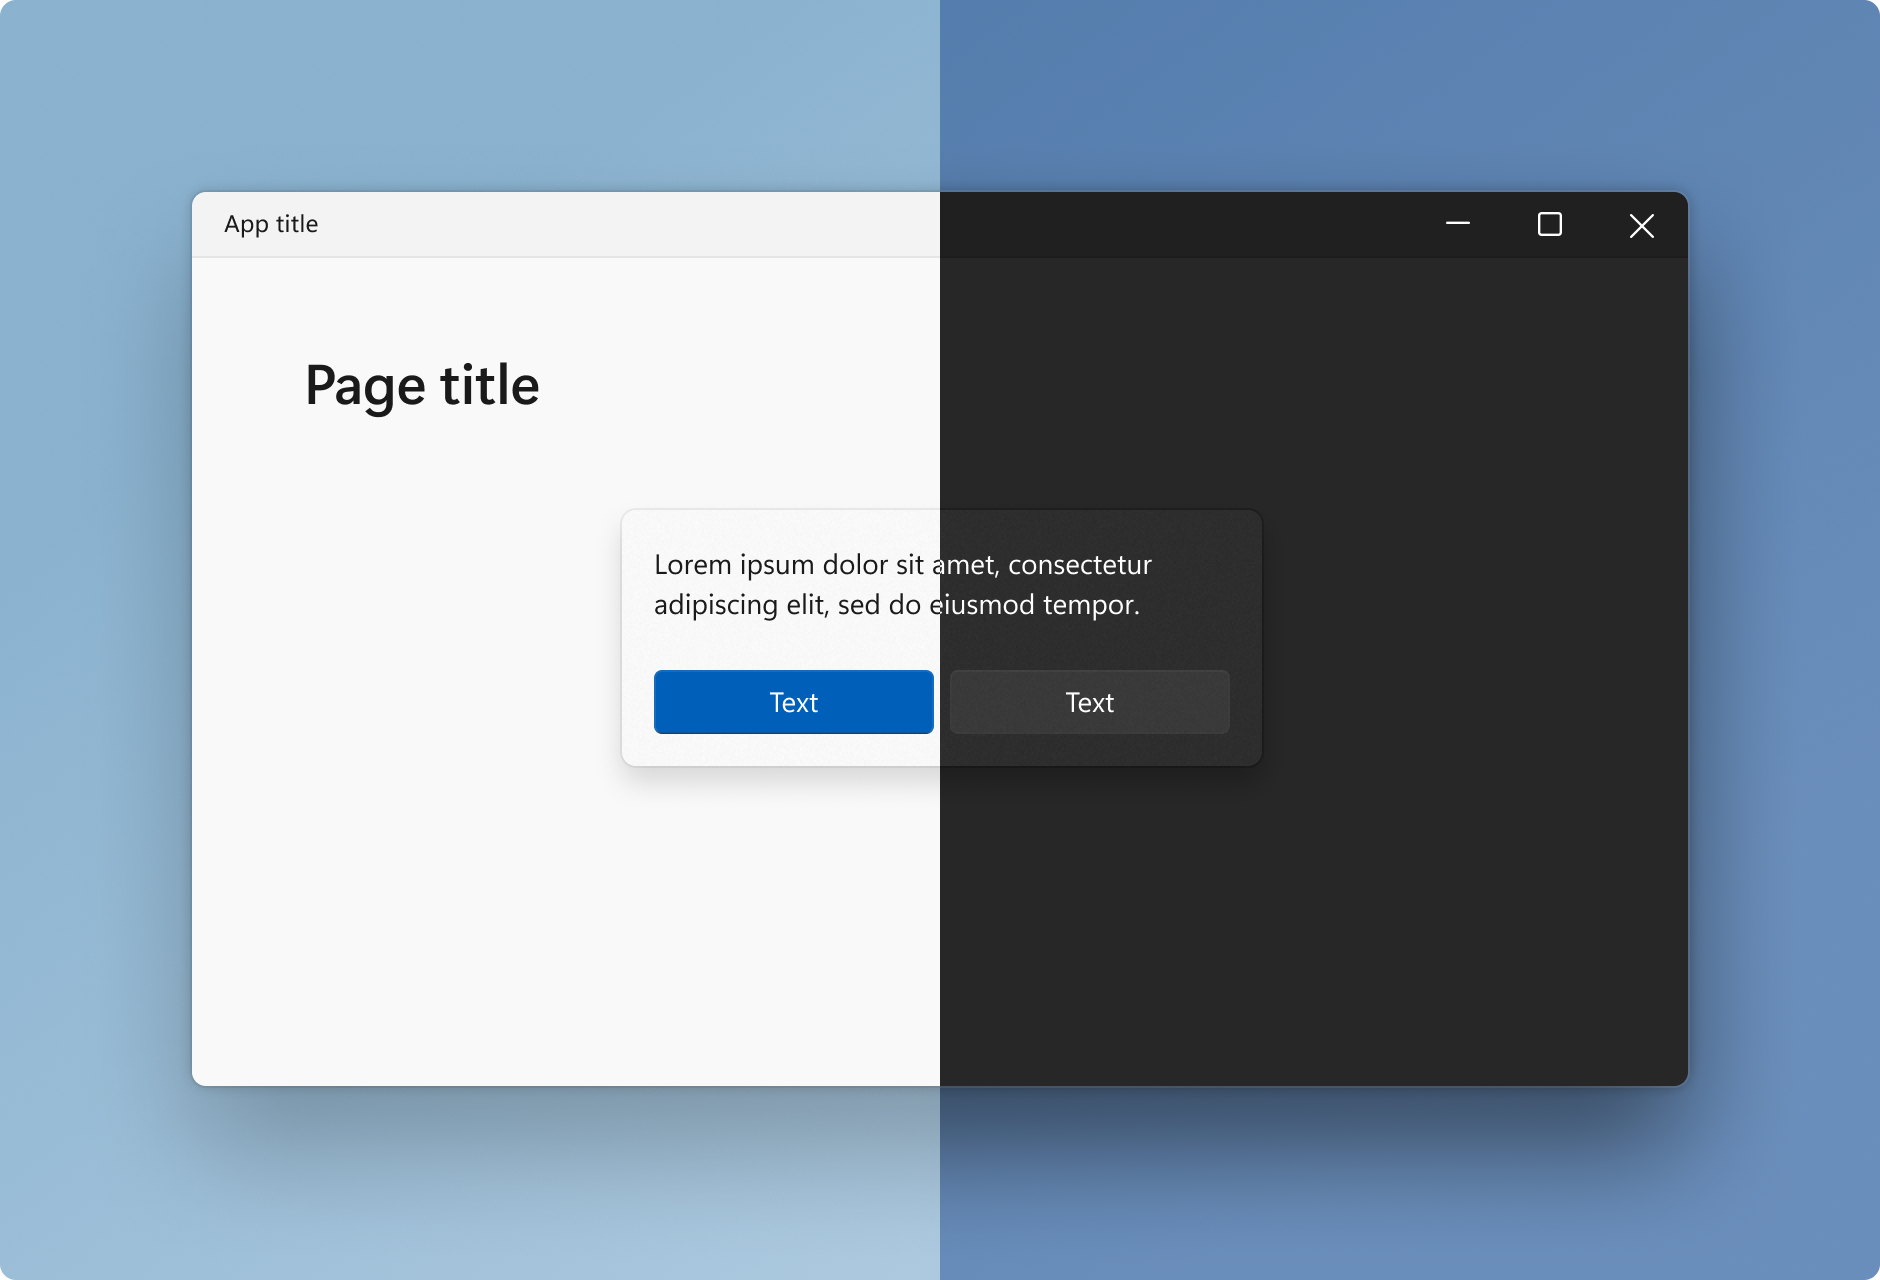 App title
Page title
Lorem ipsum dolor sit amet, consectetur
adipiscing elit, sed do eiusmod tempor.
Text
Text